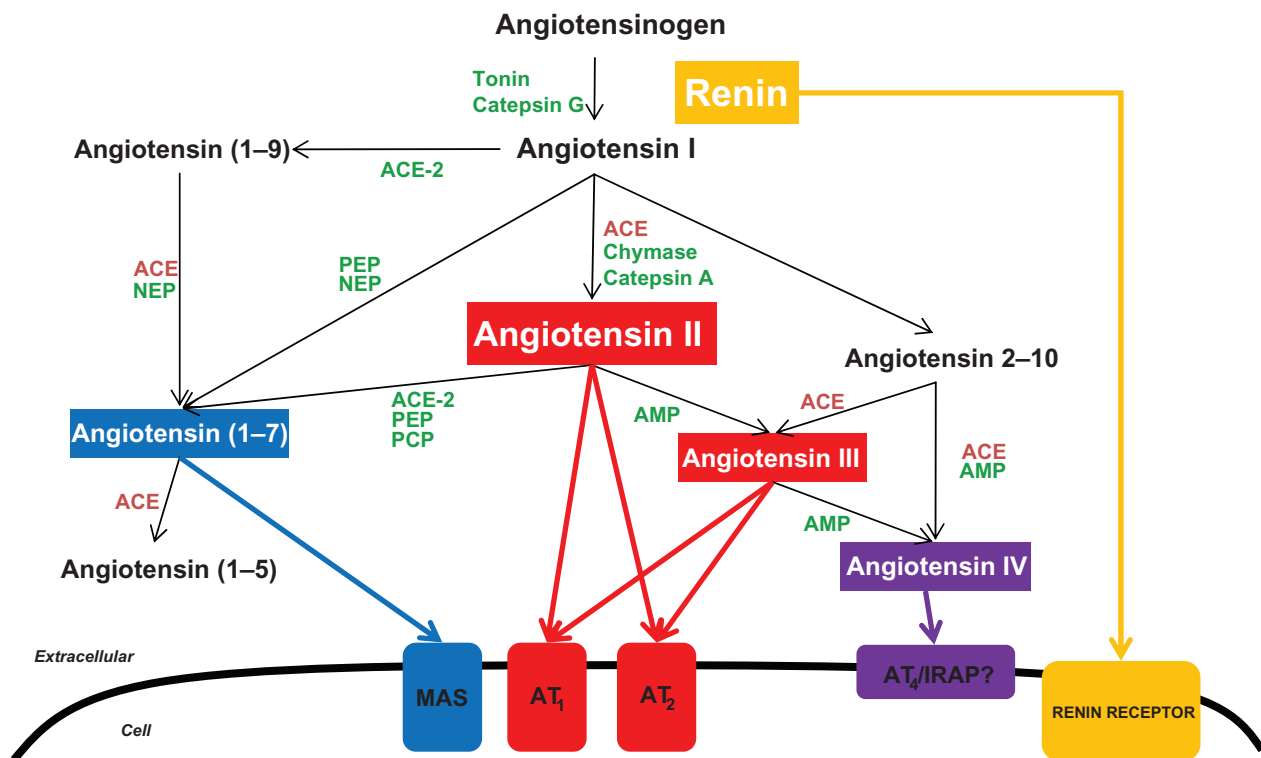 Angiotensinogen
Tonin
Catepsin G
Renin
Angiotensin (1–9)
ACE-2
Angiotensin I
ACE
NEP
PEP
NEP
ACE
Chymase
Catepsin A
Angiotensin II
Angiotensin 2–10
ACE-2
PEP
PCP
AMP
ACE
Angiotensin (1–7)
Angiotensin III
ACE
AMP
ACE
AMP
Angiotensin (1–5)
Angiotensin IV
Extracellular
Cell
MAS
AT1
AT2
AT4/IRAP?
RENIN RECEPTOR